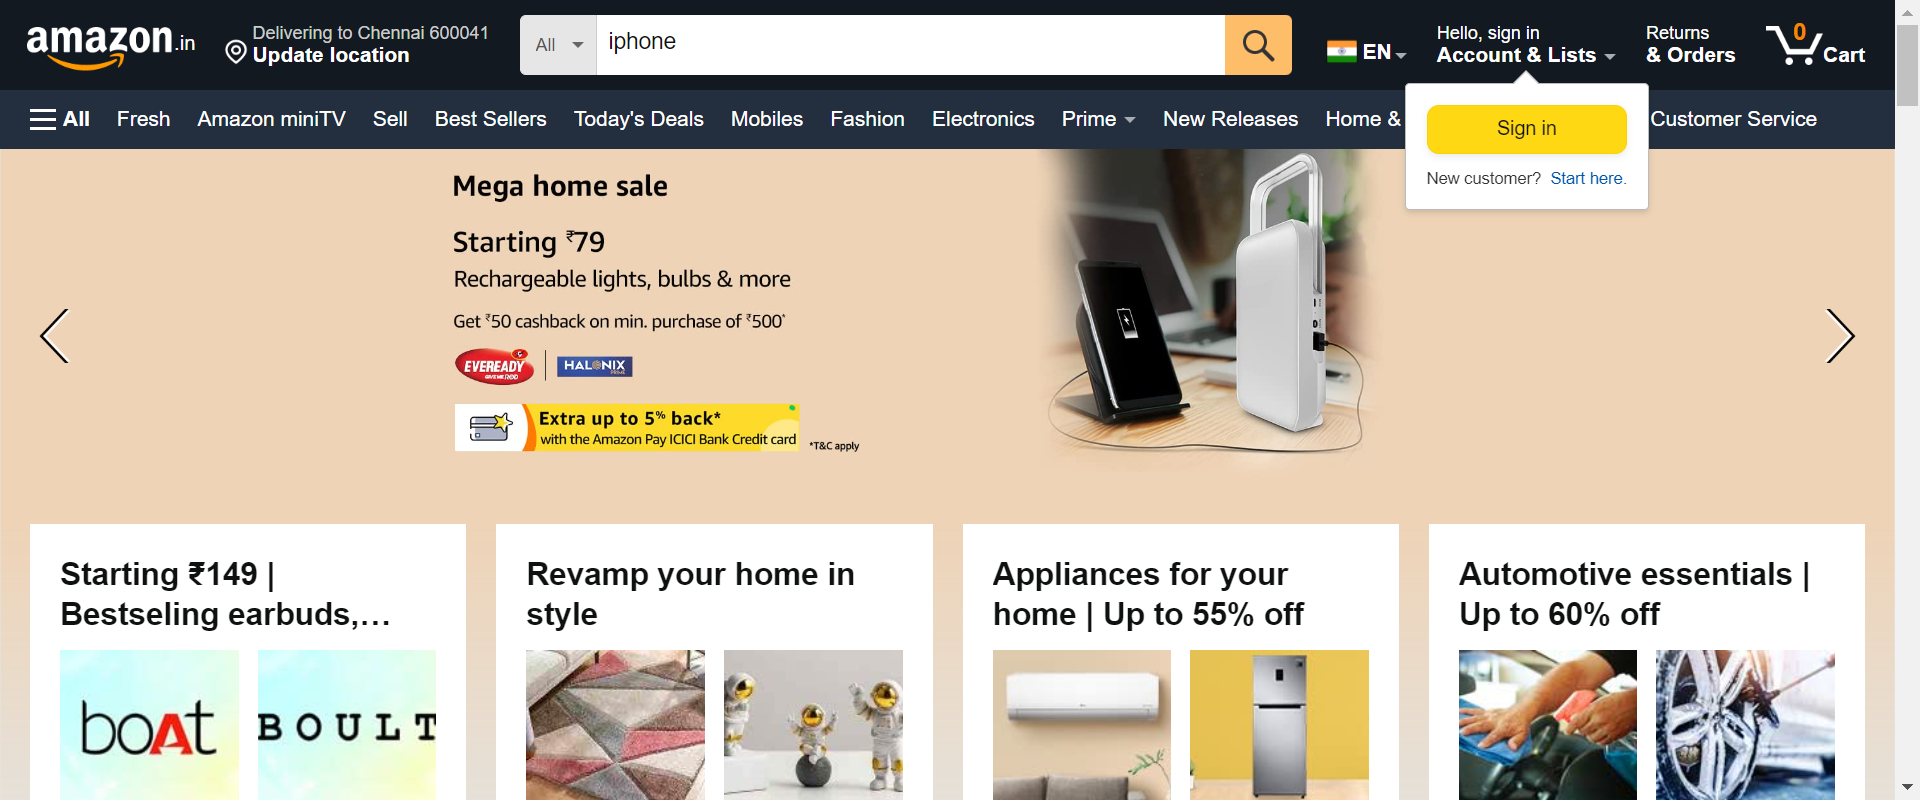 amazon.in
Delivering to Chennai 600041
Update location
All
iphone
EN
Hello, sign in
Account & Lists
Returns
& Orders
0
Cart
All
Fresh
Amazon miniTV
Sell
Best Sellers
Today's Deals
Mobiles
Fashion
Electronics
Prime
New Releases
Home &
Customer Service
Sign in
New customer? Start here.
Mega home sale
Starting ₹79
Rechargeable lights, bulbs & more
Get ₹50 cashback on min. purchase of ₹500*
EVEREADY
GIVE ME RED
HALONIX
PRIME
Extra up to 5% back*
with the Amazon Pay ICICI Bank Credit card
*T&C apply
Starting ₹149 |
Bestseling earbuds,…
boAt
BOULT
Revamp your home in
style
Appliances for your
home | Up to 55% off
Automotive essentials |
Up to 60% off